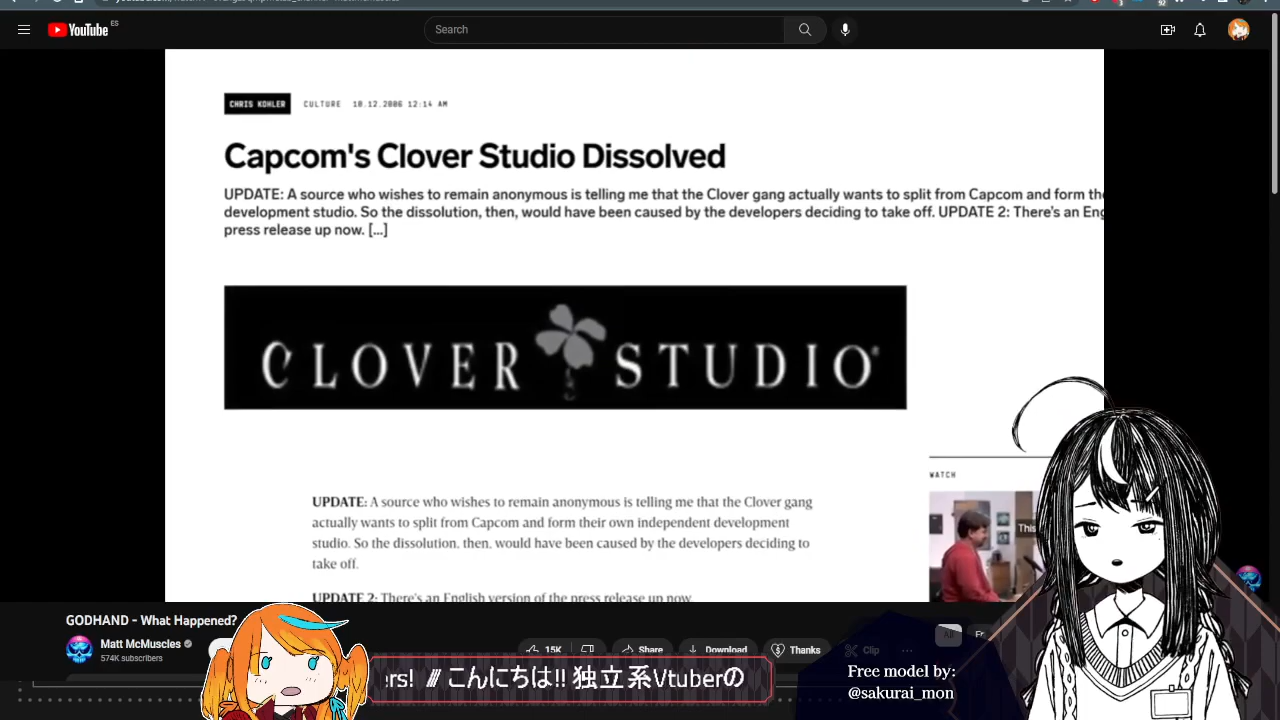 YouTube ES
Search
CHRIS KOHLER CULTURE 10.12.2006 12:14 AM
Capcom's Clover Studio Dissolved
UPDATE: A source who wishes to remain anonymous is telling me that the Clover gang actually wants to split from Capcom and form the
development studio. So the dissolution, then, would have been caused by the developers deciding to take off. UPDATE 2: There's an Eng
press release up now. [...]
CLOVER STUDIO
UPDATE: A source who wishes to remain anonymous is telling me that the Clover gang
actually wants to split from Capcom and form their own independent development
studio. So the dissolution, then, would have been caused by the developers deciding to
take off.
UPDATE 2: There's an English version of the press release up now.
WATCH
This
GODHAND - What Happened?
Matt McMuscles
574K subscribers
15K
Share
Download
Thanks
Clip
All
ers! /// こんにちは!! 独立系Vtuberの
Free model by:
@sakurai_mon